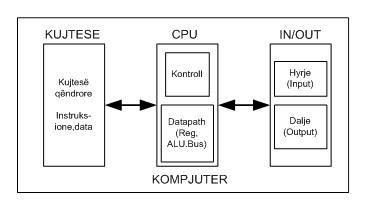 KUJTESE
CPU
IN/OUT
Kujtesë
qëndrore
Instruks-
ione,data
Kontroll
Datapath
(Reg,
ALU.Bus)
Hyrje
(Input)
Dalje
(Output)
KOMPJUTER